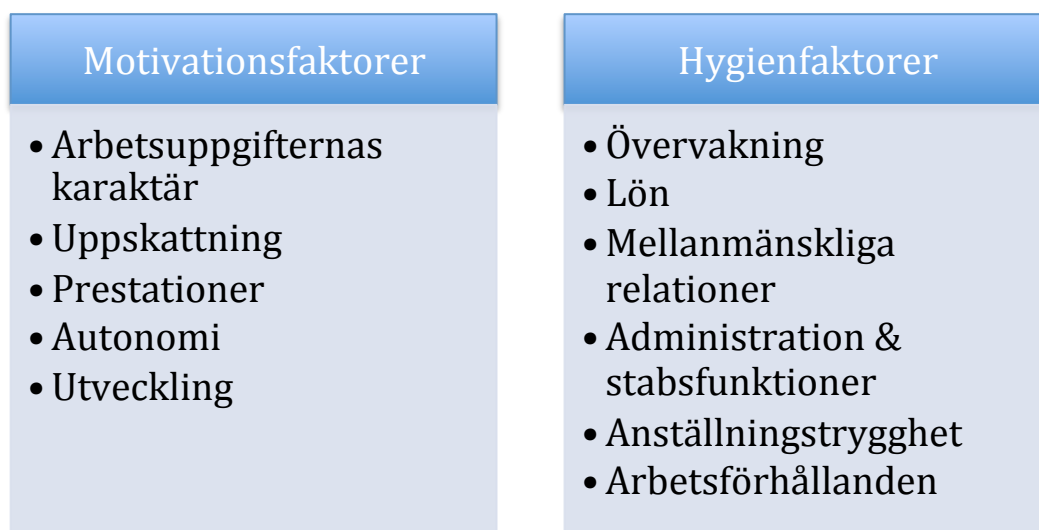 Motivationsfaktorer
• Arbetsuppgifternas
karaktär
• Uppskattning
• Prestationer
• Autonomi
• Utveckling
Hygienfaktorer
• Övervakning
• Lön
• Mellanmänskliga
relationer
• Administration &
stabsfunktioner
• Anställningstrygghet
• Arbetsförhållanden